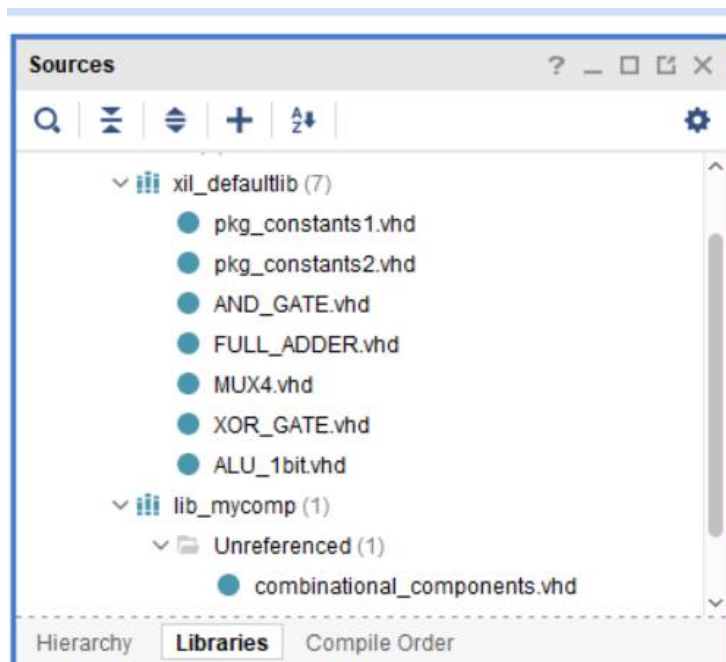 Sources
xil_defaultlib (7)
pkg_constants1.vhd
pkg_constants2.vhd
AND_GATE.vhd
FULL_ADDER.vhd
MUX4.vhd
XOR_GATE.vhd
ALU_1bit.vhd
lib_mycomp (1)
Unreferenced (1)
combinational_components.vhd
Hierarchy Libraries Compile Order